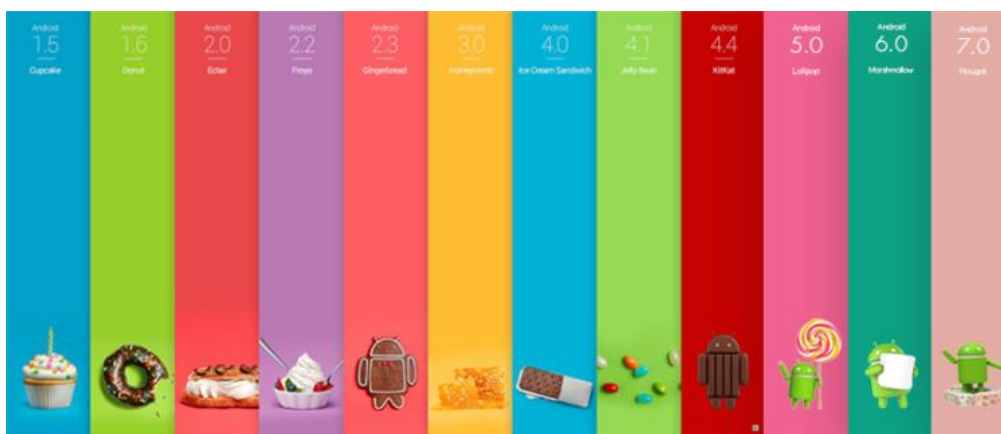 Android
1.5
Cupcake
Android
1.6
Donut
Android
2.0
Eclair
Android
2.2
Froyo
Android
2.3
Gingerbread
Android
3.0
Honeycomb
Android
4.0
Ice Cream Sandwich
Android
4.1
Jelly Bean
Android
4.4
KitKat
Android
5.0
Lollipop
Android
6.0
Marshmallow
Android
7.0
Nougat